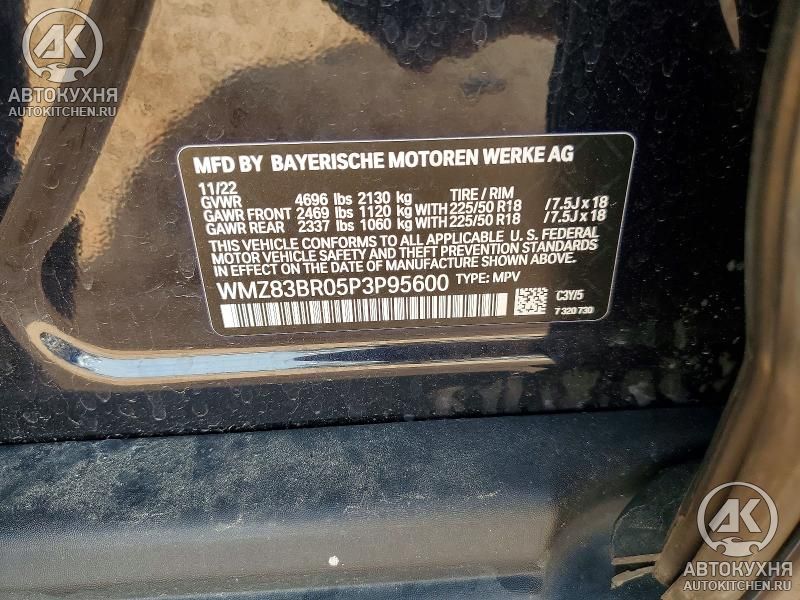 AK
АВТОКУХНЯ
AUTOKITCHEN.RU
MFD BY BAYERISCHE MOTOREN WERKE AG
11/22
GVWR 4696 lbs 2130 kg TIRE / RIM
GAWR FRONT 2469 lbs 1120 kg WITH 225/50 R18 /7.5J x 18
GAWR REAR 2337 lbs 1060 kg WITH 225/50 R18 /7.5J x 18
THIS VEHICLE CONFORMS TO ALL APPLICABLE U. S. FEDERAL
MOTOR VEHICLE SAFETY AND THEFT PREVENTION STANDARDS
IN EFFECT ON THE DATE OF MANUFACTURE SHOWN ABOVE.
WMZ83BR05P3P95600 TYPE: MPV
C3Y/5
7 320 730
AK
АВТОКУХНЯ
AUTOKITCHEN.RU